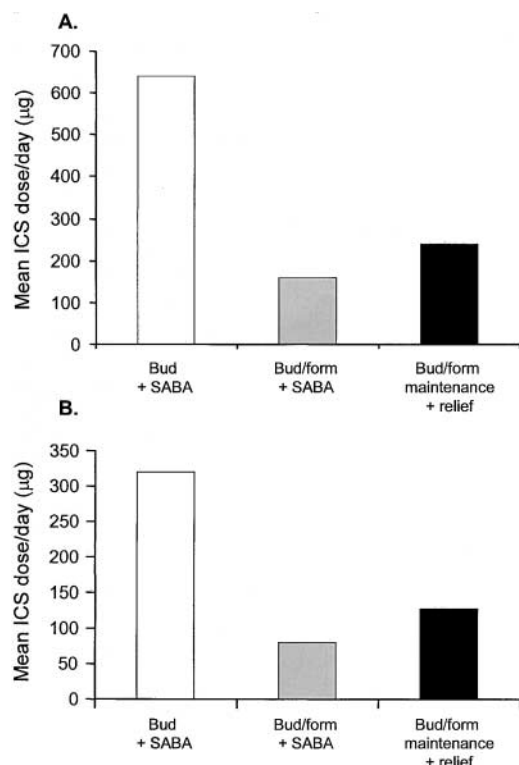 A.
Mean ICS dose/day (μg)
700
600
500
400
300
200
100
0
Bud
+ SABA
Bud/form
+ SABA
Bud/form
maintenance
+ relief
B.
Mean ICS dose/day (μg)
350
300
250
200
150
100
50
0
Bud
+ SABA
Bud/form
+ SABA
Bud/form
maintenance
+ relief